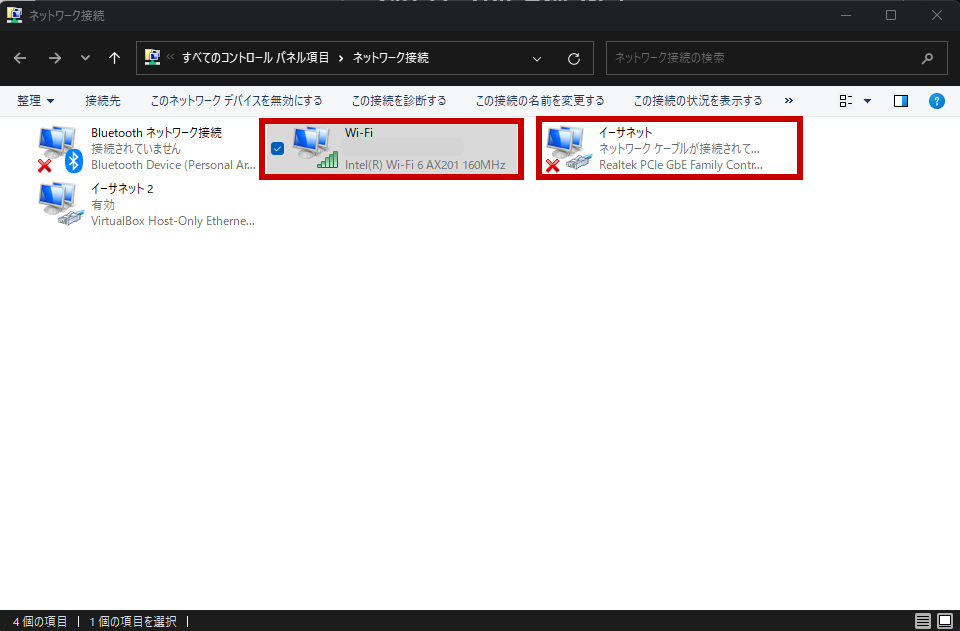 ネットワーク接続
« すべてのコントロール パネル項目 › ネットワーク接続
ネットワーク接続の検索
整理 接続先 このネットワーク デバイスを無効にする この接続を診断する この接続の名前を変更する この接続の状況を表示する »
Bluetooth ネットワーク接続
接続されていません
Bluetooth Device (Personal Ar...
Wi-Fi
Intel(R) Wi-Fi 6 AX201 160MHz
イーサネット
ネットワーク ケーブルが接続されて...
Realtek PCIe GbE Family Contr...
イーサネット 2
有効
VirtualBox Host-Only Etherne...
4 個の項目 | 1 個の項目を選択 |